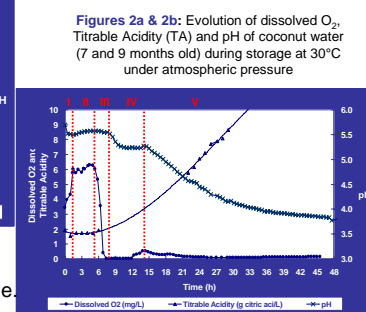 Figures 2a & 2b: Evolution of dissolved O₂,
Titrable Acidity (TA) and pH of coconut water
(7 and 9 months old) during storage at 30°C
under atmospheric pressure
H
I II III IV V
10
9
8
7
6
5
4
3
2
1
0
Dissolved O2 and
Titrable Acidity
6.0
5.5
5.0
4.5
4.0
3.5
3.0
pH
0 3 6 9 12 15 18 21 24 27 30 33 36 39 42 45 48
Time (h)
Dissolved O2 (mg/L) Titrable Acidity (g citric aci/L) pH
e.